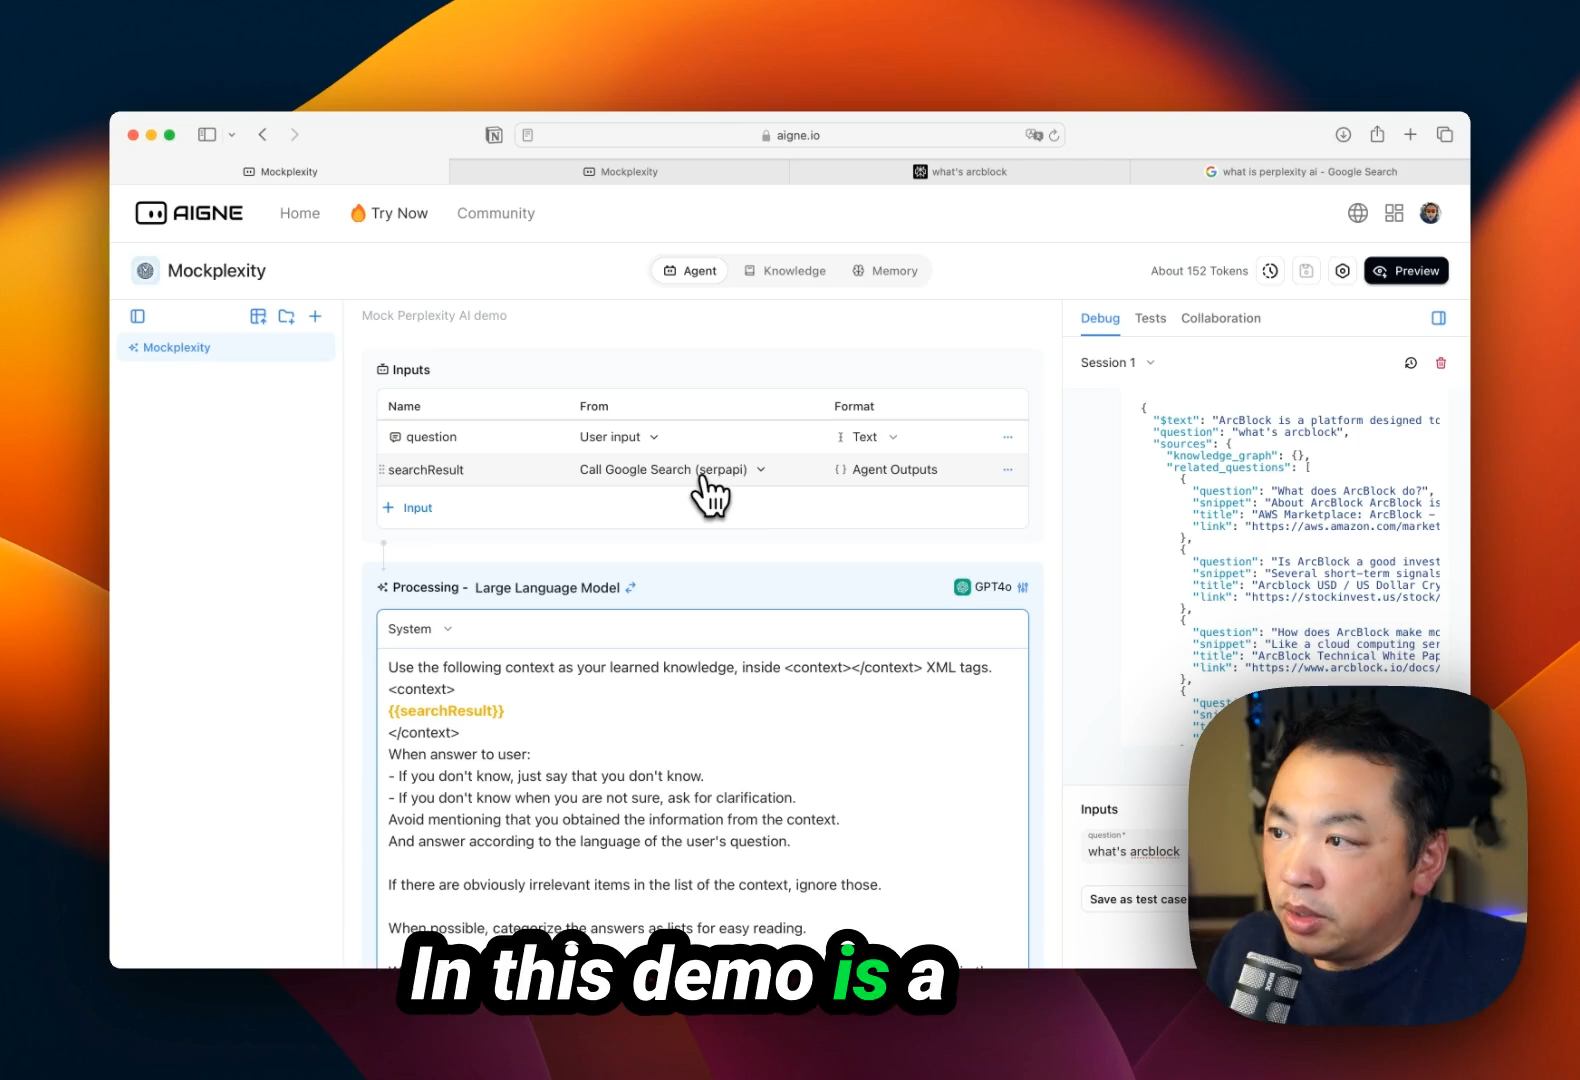 aigne.io
Mockplexity
Mockplexity
what's arcblock
what is perplexity ai - Google Search
AIGNE
Home
Try Now
Community
Mockplexity
Agent
Knowledge
Memory
About 152 Tokens
Preview
Mockplexity
Mock Perplexity AI demo
Inputs
Name From Format
question User input Text
searchResult Call Google Search (serpapi) { } Agent Outputs
+ Input
Processing - Large Language Model
GPT4o
System
Use the following context as your learned knowledge, inside <context></context> XML tags.
<context>
{{searchResult}}
</context>
When answer to user:
- If you don't know, just say that you don't know.
- If you don't know when you are not sure, ask for clarification.
Avoid mentioning that you obtained the information from the context.
And answer according to the language of the user's question.
If there are obviously irrelevant items in the list of the context, ignore those.
When possible, categorize the answers as lists for easy reading.
Debug Tests Collaboration
Session 1
{
"$text": "ArcBlock is a platform designed to
"question": "what's arcblock",
"sources": {
"knowledge_graph": {},
"related_questions": [
{
"question": "What does ArcBlock do?",
"snippet": "About ArcBlock ArcBlock is
"title": "AWS Marketplace: ArcBlock -
"link": "https://aws.amazon.com/market
},
{
"question": "Is ArcBlock a good invest
"snippet": "Several short-term signals
"title": "Arcblock USD / US Dollar Cry
"link": "https://stockinvest.us/stock/
},
{
"question": "How does ArcBlock make mo
"snippet": "Like a cloud computing ser
"title": "ArcBlock Technical White Pap
"link": "https://www.arcblock.io/docs/
},
{
Inputs
question*
what's arcblock
Save as test case
In this demo is a